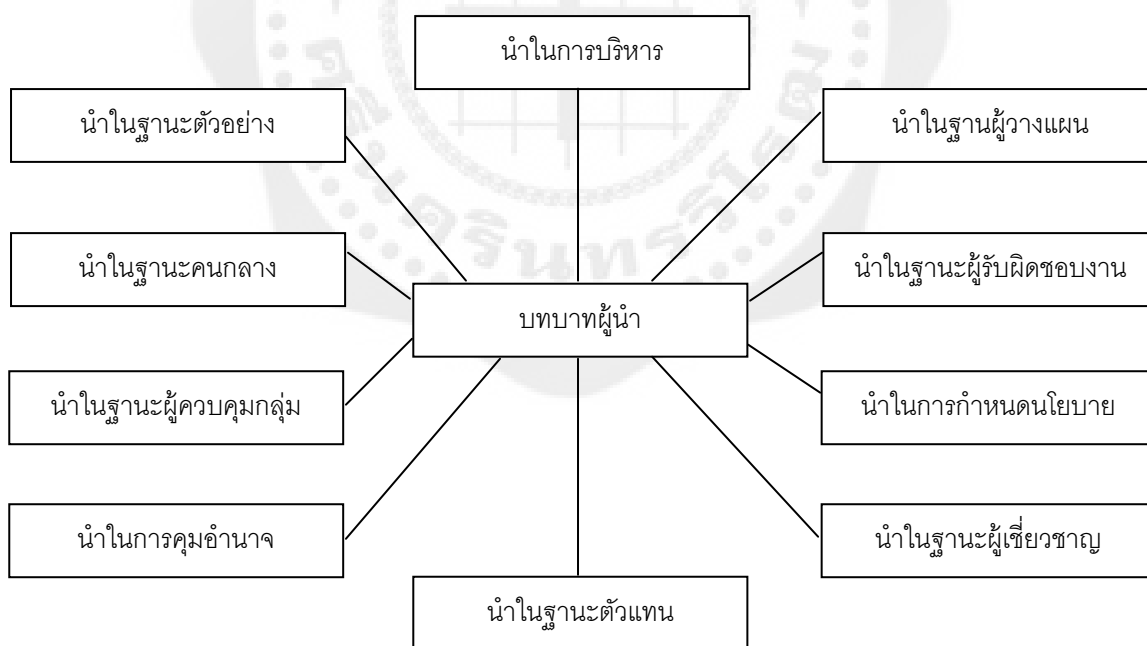 นำในการบริหาร
นำในฐานะตัวอย่าง
นำในฐานผู้วางแผน
นำในฐานะคนกลาง
นำในฐานะผู้รับผิดชอบงาน
บทบาทผู้นำ
นำในฐานะผู้ควบคุมกลุ่ม
นำในการกำหนดนโยบาย
นำในการคุมอำนาจ
นำในฐานะผู้เชี่ยวชาญ
นำในฐานะตัวแทน